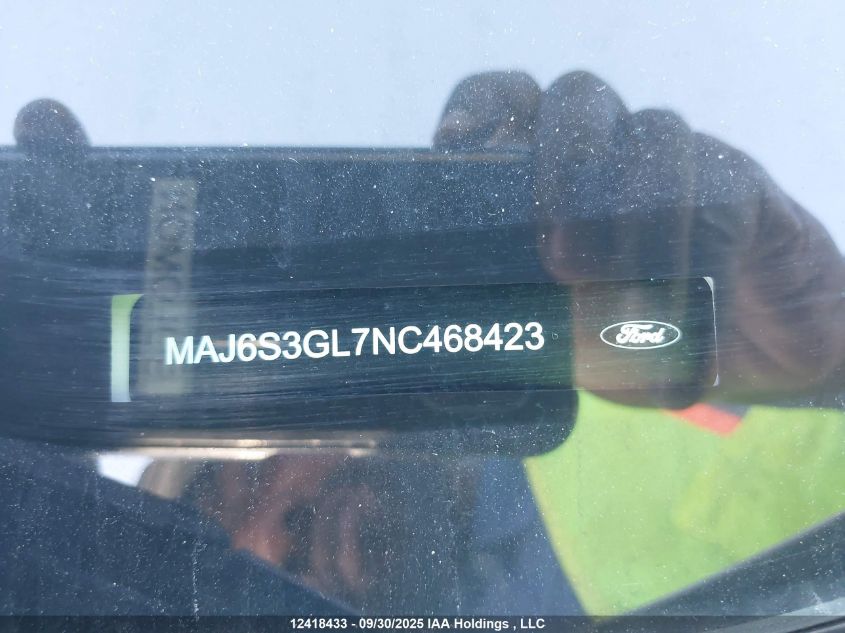 MAJ6S3GL7NC468423
Ford
12418433 - 09/30/2025 IAA Holdings , LLC